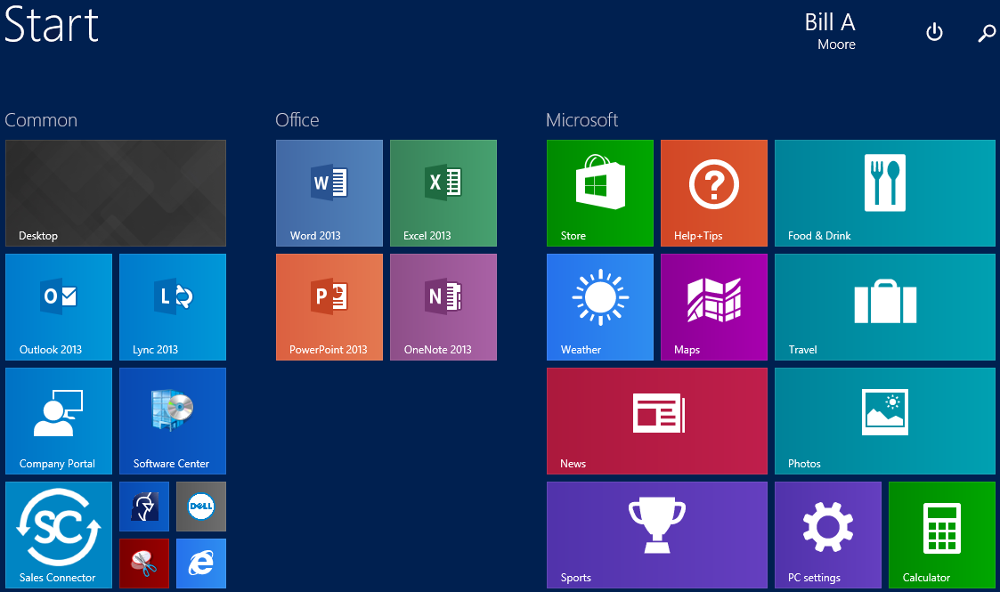 Start
Bill A
Moore
Common
Desktop
O
Outlook 2013
L
Lync 2013
Company Portal
Software Center
SC
Sales Connector
DELL
Office
W
Word 2013
X
Excel 2013
P
PowerPoint 2013
N
OneNote 2013
Microsoft
Store
?
Help+Tips
Food & Drink
Weather
Maps
Travel
News
Photos
Sports
PC settings
Calculator